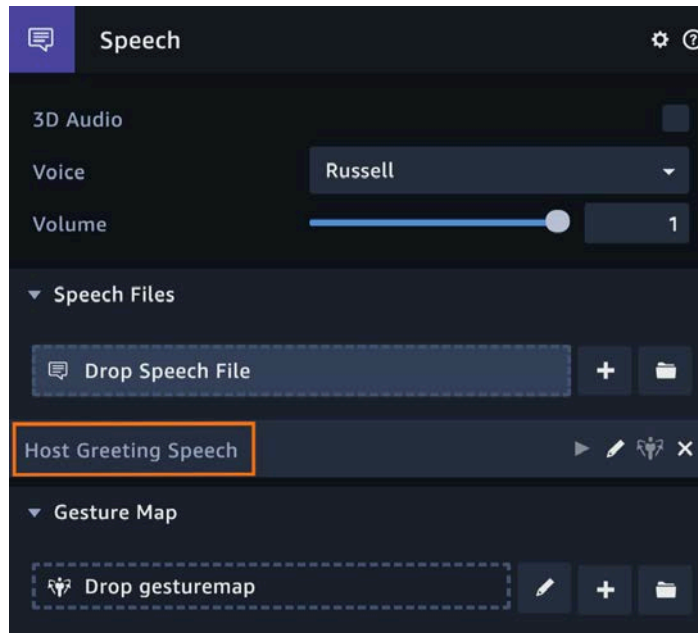 Speech
3D Audio
Voice
Russell
Volume
1
Speech Files
Drop Speech File
Host Greeting Speech
Gesture Map
Drop gesturemap